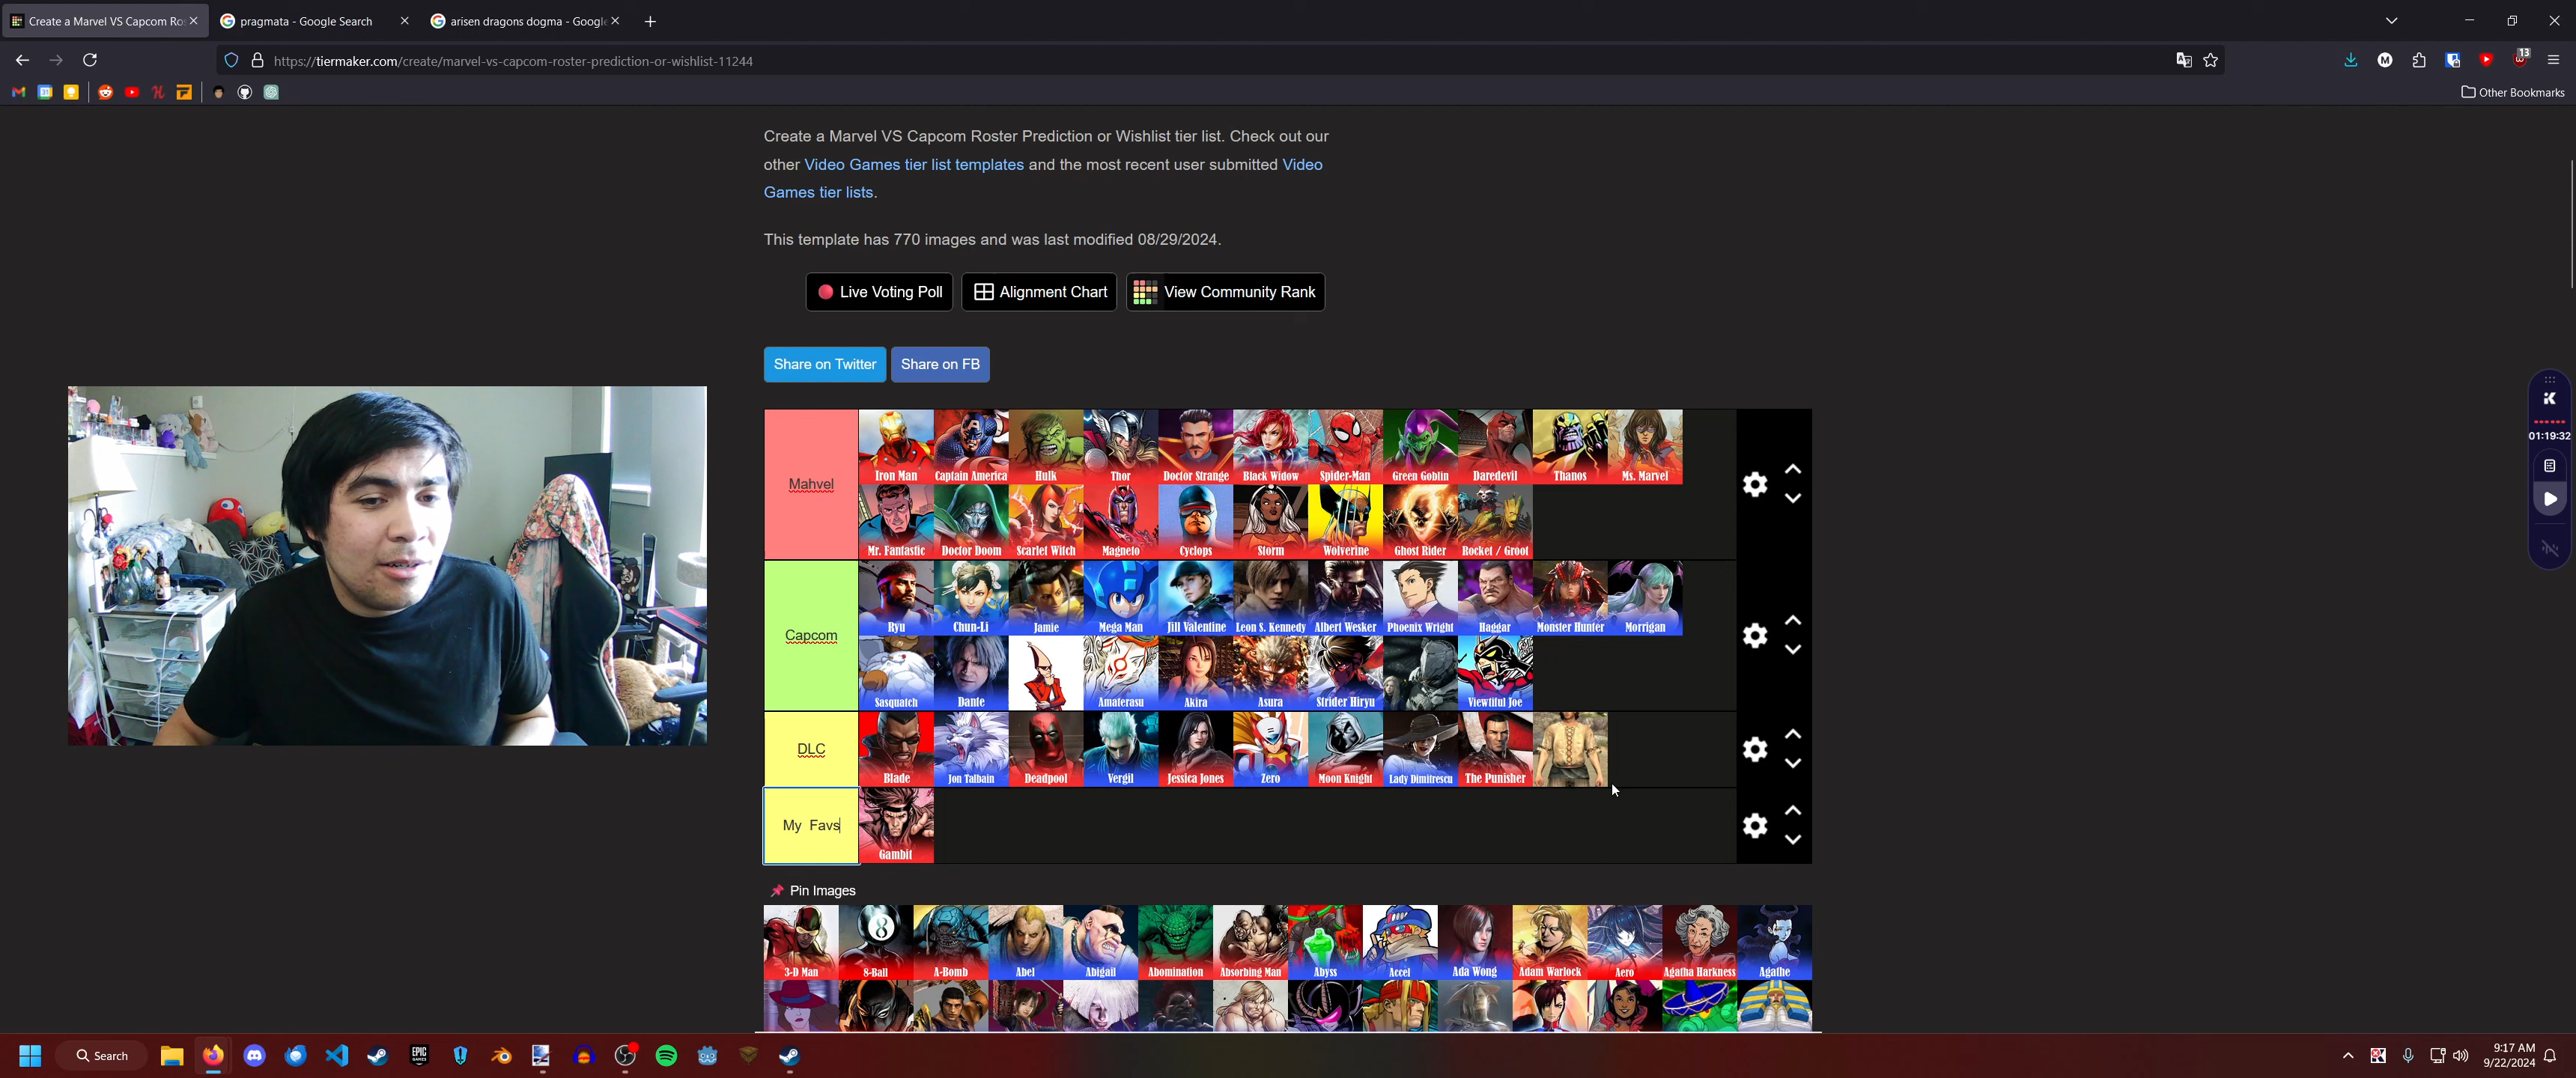 Create a Marvel VS Capcom Ros
pragmata - Google Search
arisen dragons dogma - Google
https://tiermaker.com/create/marvel-vs-capcom-roster-prediction-or-wishlist-11244
13
Other Bookmarks
Create a Marvel VS Capcom Roster Prediction or Wishlist tier list. Check out our
other Video Games tier list templates and the most recent user submitted Video
Games tier lists.
This template has 770 images and was last modified 08/29/2024.
Live Voting Poll
Alignment Chart
View Community Rank
Share on Twitter
Share on FB
01:19:32
Mahvel
Iron Man Captain America Hulk Thor Doctor Strange Black Widow Spider-Man Green Goblin Daredevil Thanos Ms. Marvel
Mr. Fantastic Doctor Doom Scarlet Witch Magneto Cyclops Storm Wolverine Ghost Rider Rocket / Groot
Capcom
Ryu Chun-Li Jamie Mega Man Jill Valentine Leon S. Kennedy Albert Wesker Phoenix Wright Haggar Monster Hunter Morrigan
Sasquatch Dante Amaterasu Akira Asura Strider Hiryu Viewtiful Joe
DLC
Blade Jon Talbain Deadpool Vergil Jessica Jones Zero Moon Knight Lady Dimitrescu The Punisher
My Favs
Gambit
Pin Images
8
3-D Man 8-Ball A-Bomb Abel Abigail Abomination Absorbing Man Abyss Accel Ada Wong Adam Warlock Aero Agatha Harkness Agathe
Search
EPIC GAMES
9:17 AM
9/22/2024